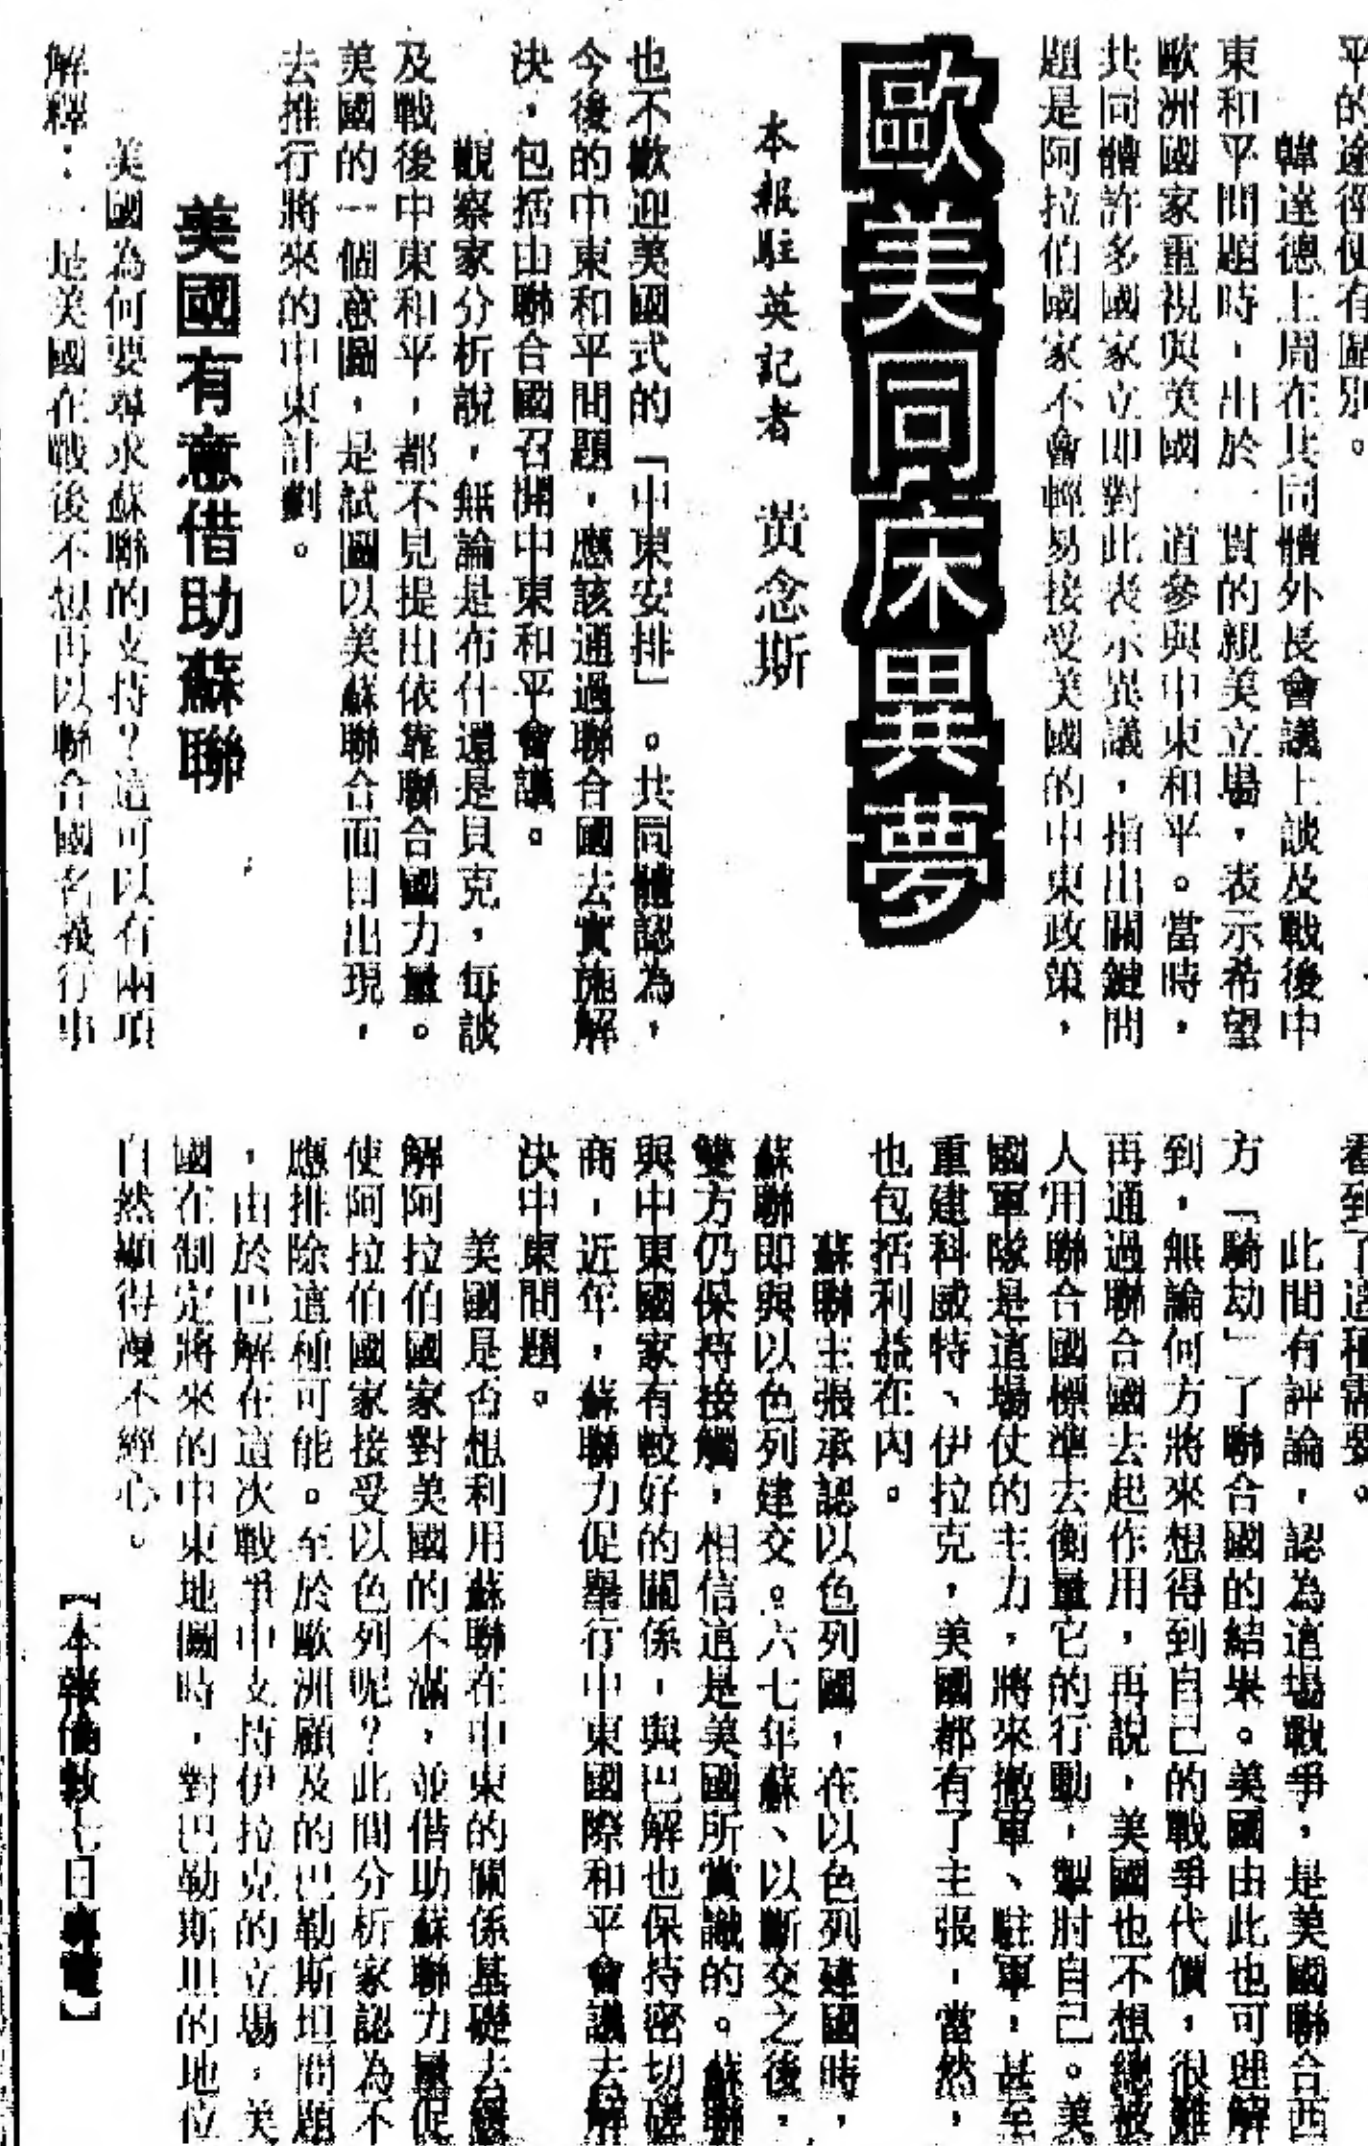 平的途徑便有區別。
韓達德上周在共同體外長會議上談及戰後中
東和平問題時，出於一貫的親美立場，表示希望
歐洲國家重視與美國一道參與中東和平。當時，
共同體許多國家立即對此表示異議，指出關鍵問
題是阿拉伯國家不會輕易接受美國的中東政策，
歐美同床異夢
本報駐英記者 黃念斯
也不歡迎美國式的「中東安排」。共同體認為，
今後的中東和平問題，應該通過聯合國去實施解
決，包括由聯合國召開中東和平會議。
觀察家分析說，無論是布什還是貝克，每談
及戰後中東和平，都不見提出依靠聯合國力量。
美國的一個意圖，是試圖以美蘇聯合面目出現，
去推行將來的中東計劃。
美國有意借助蘇聯
美國為何要尋求蘇聯的支持？這可以有兩項
解釋：一是美國在戰後不想再以聯合國名義行事
看到了這種需要。
此間有評論，認為這場戰爭，是美國聯合西
方「騎劫」了聯合國的結果。美國由此也可理解
到，無論何方將來想得到自己的戰爭代價，很難
再通過聯合國去起作用，再說，美國也不想總被
人用聯合國標準去衡量它的行動，掣肘自己。美
國軍隊是這場仗的主力，將來撤軍、駐軍，甚至
重建科威特、伊拉克，美國都有了主張，當然，
也包括利益在內。
蘇聯主張承認以色列國，在以色列建國時，
蘇聯即與以色列建交。六七年蘇、以斷交之後，
雙方仍保持接觸，相信這是美國所賞識的。蘇聯
與中東國家有較好的關係，與巴解也保持密切磋
商，近年，蘇聯力促舉行中東國際和平會議去解
決中東問題。
美國是否想利用蘇聯在中東的關係基礎去緩
解阿拉伯國家對美國的不滿，並借助蘇聯力量促
使阿拉伯國家接受以色列呢？此間分析家認為不
應排除這種可能。至於歐洲顧及的巴勒斯坦問題
，由於巴解在這次戰爭中支持伊拉克的立場，美
國在制定將來的中東地圖時，對巴勒斯坦的地位
自然顯得漫不經心。
【本報倫敦七日專電】